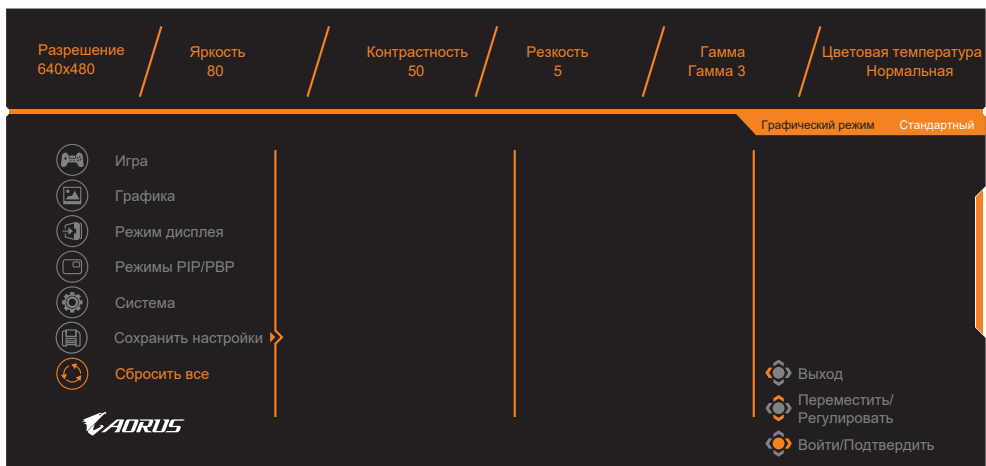 Разрешение
640x480
Яркость
80
Контрастность
50
Резкость
5
Гамма
Гамма 3
Цветовая температура
Нормальная
Графический режим Стандартный
Игра
Графика
Режим дисплея
Режимы PIP/PBP
Система
Сохранить настройки
Сбросить все
AORUS
Выход
Переместить/
Регулировать
Войти/Подтвердить